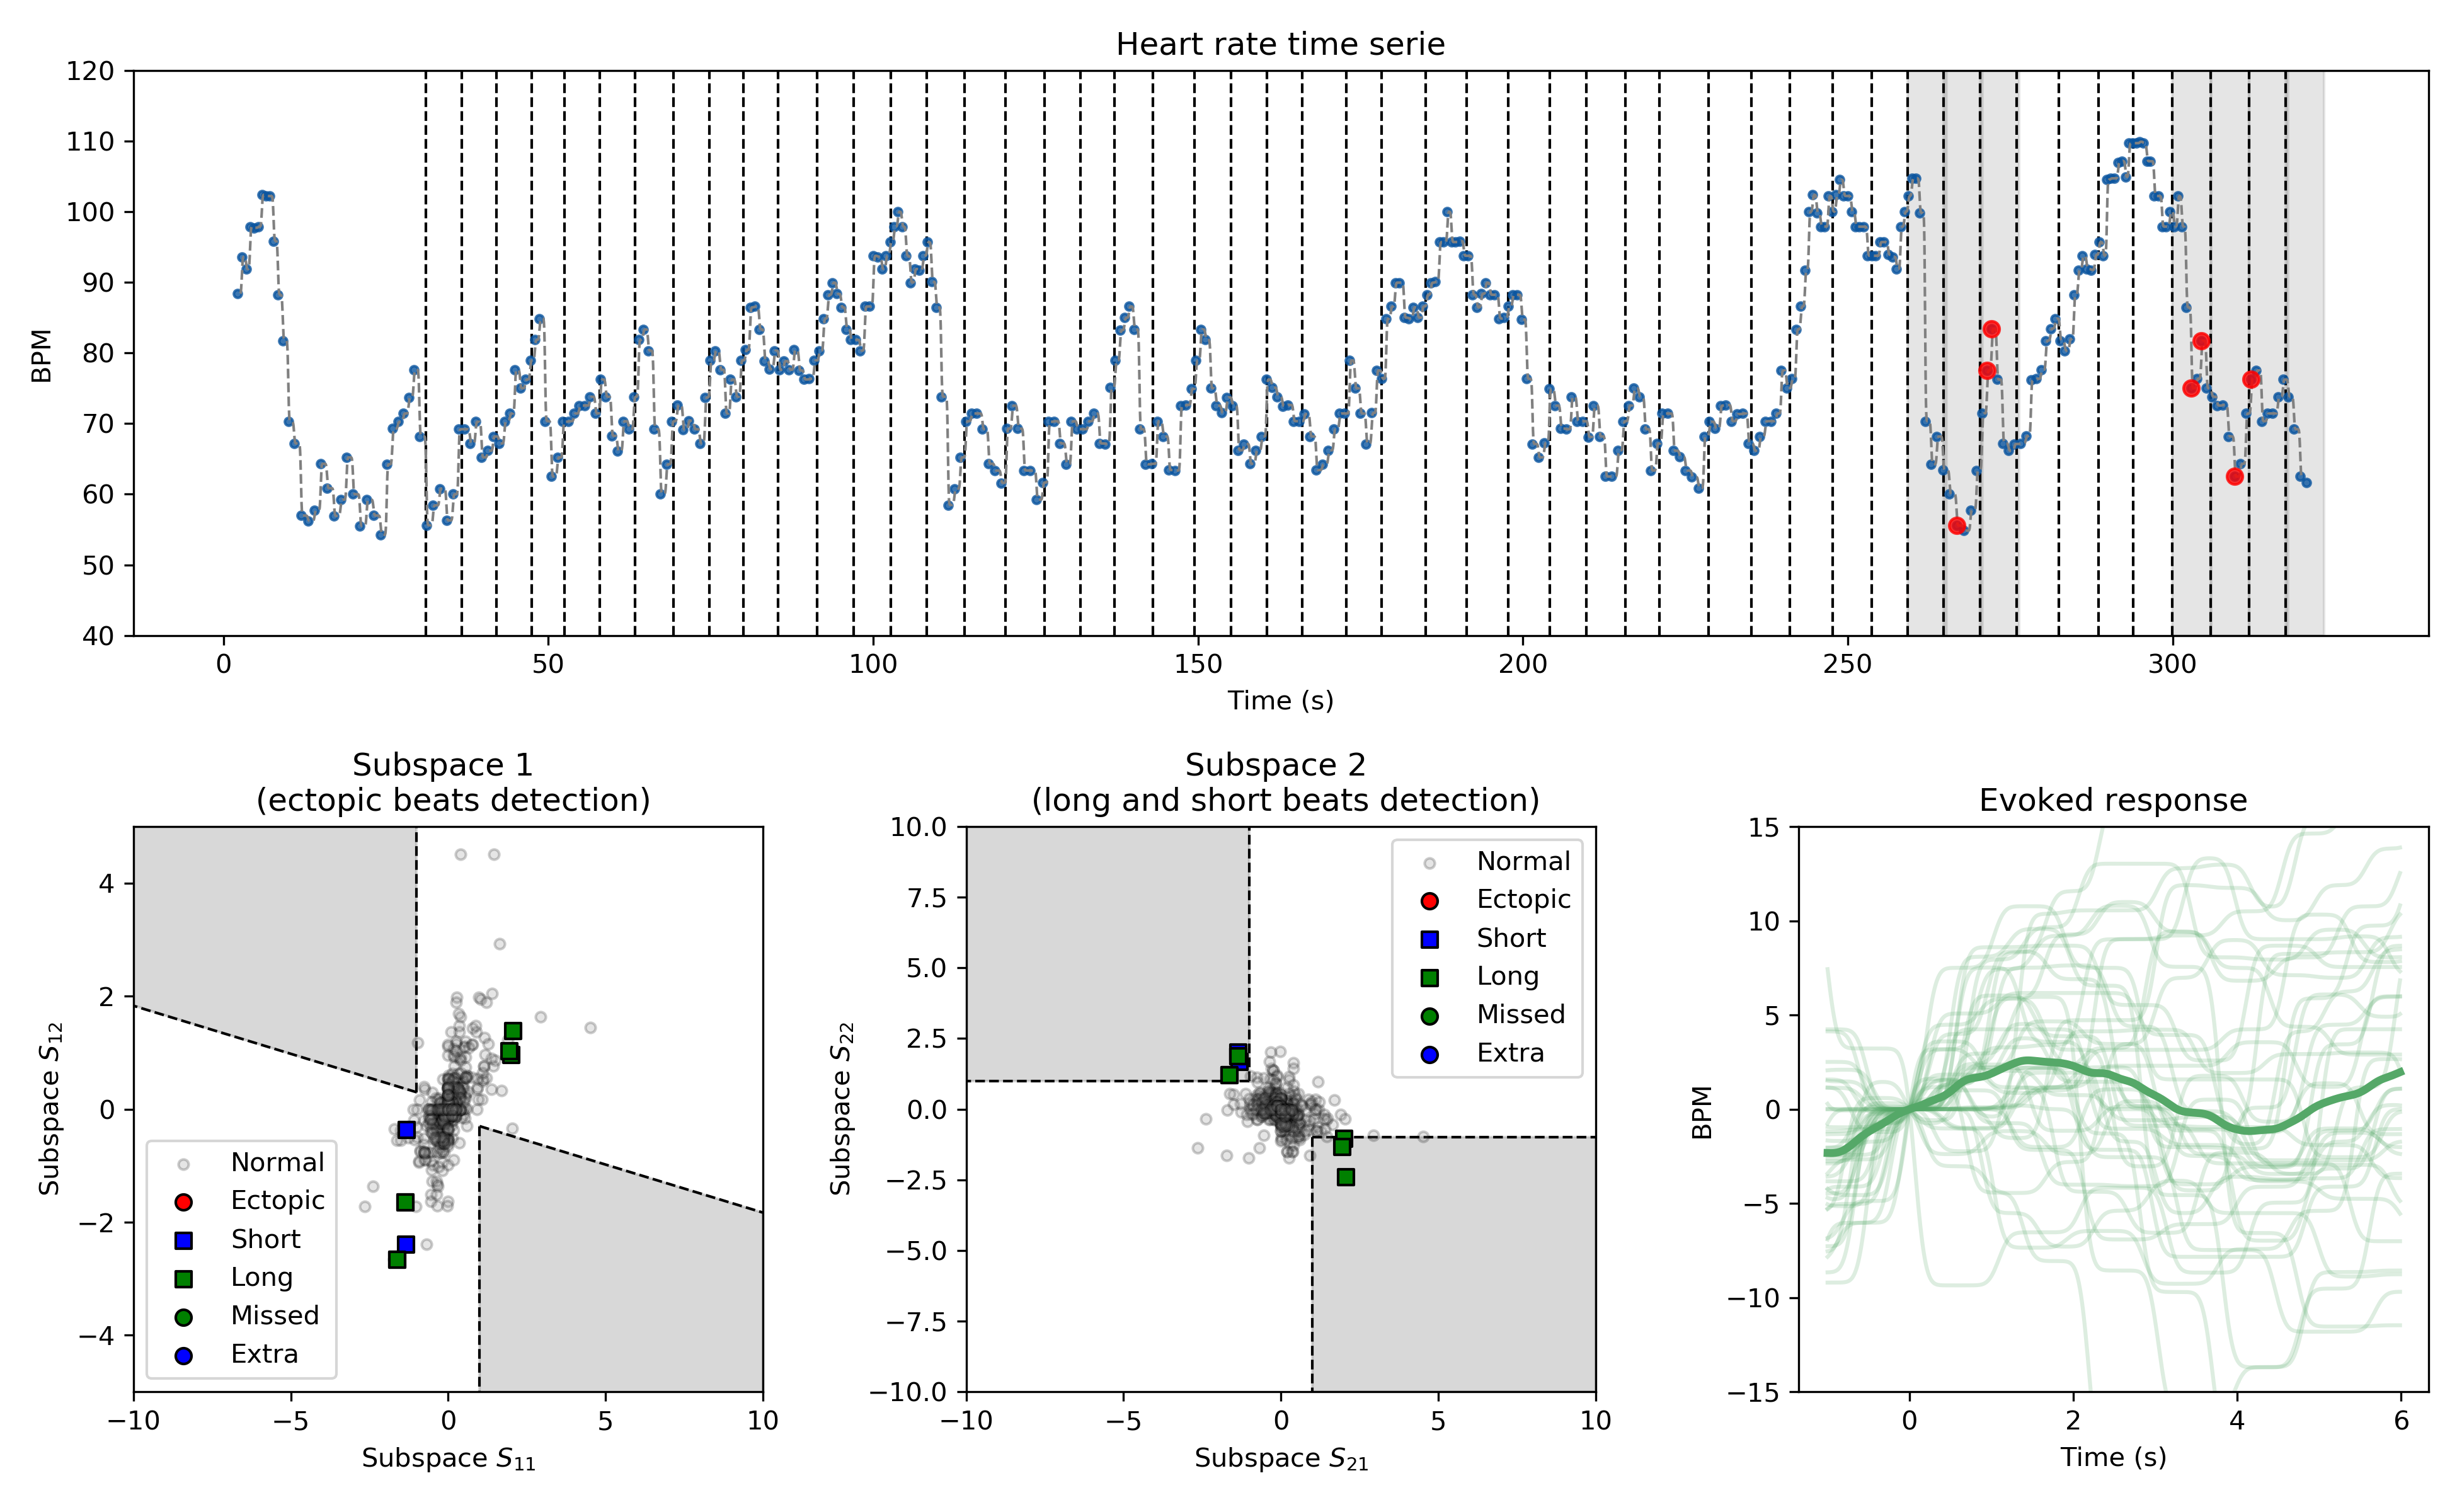 Heart rate time serie
120
110
100
90
80
70
60
50
40
BPM
0 50 100 150 200 250 300
Time (s)
Subspace 1
(ectopic beats detection)
4
2
0
−2
−4
Subspace S₁₂
Normal
Ectopic
Short
Long
Missed
Extra
−10 −5 0 5 10
Subspace S₁₁
Subspace 2
(long and short beats detection)
10.0
7.5
5.0
2.5
0.0
−2.5
−5.0
−7.5
−10.0
Subspace S₂₂
Normal
Ectopic
Short
Long
Missed
Extra
−10 −5 0 5 10
Subspace S₂₁
Evoked response
15
10
5
0
−5
−10
−15
BPM
0 2 4 6
Time (s)